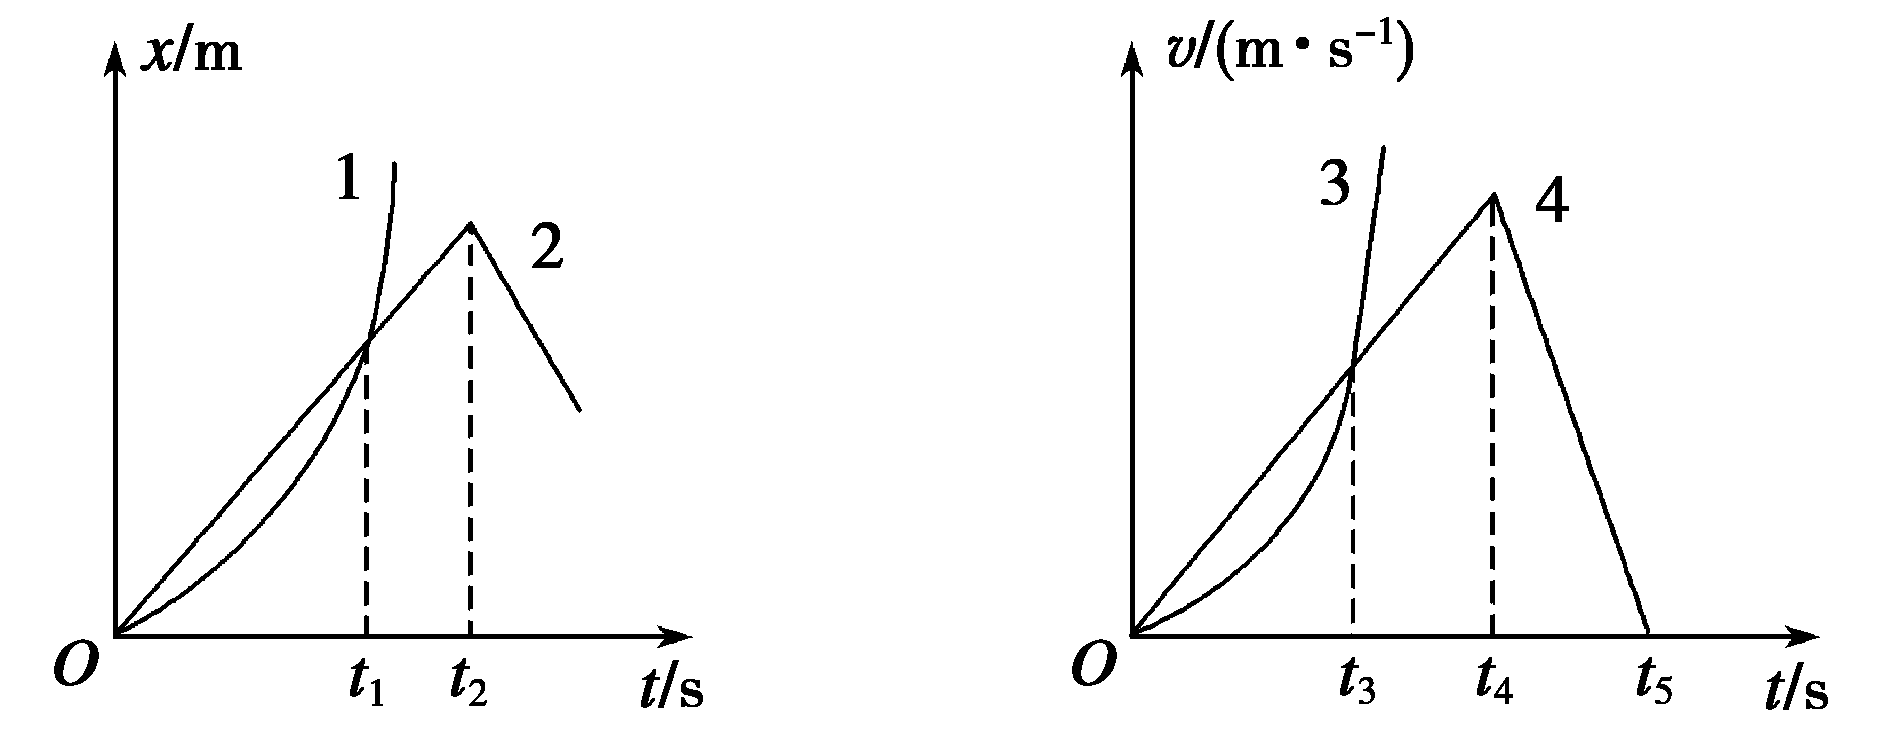 x/m
1
2
O
t₁
t₂
t/s
v/(m·s⁻¹)
3
4
O
t₃
t₄
t₅
t/s